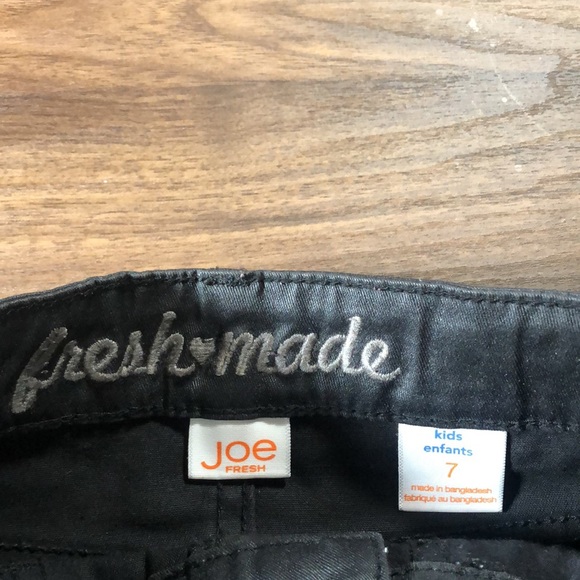 fresh♥made
Joe
FRESH
kids
enfants
7
made in bangladesh
fabriqué au bangladesh